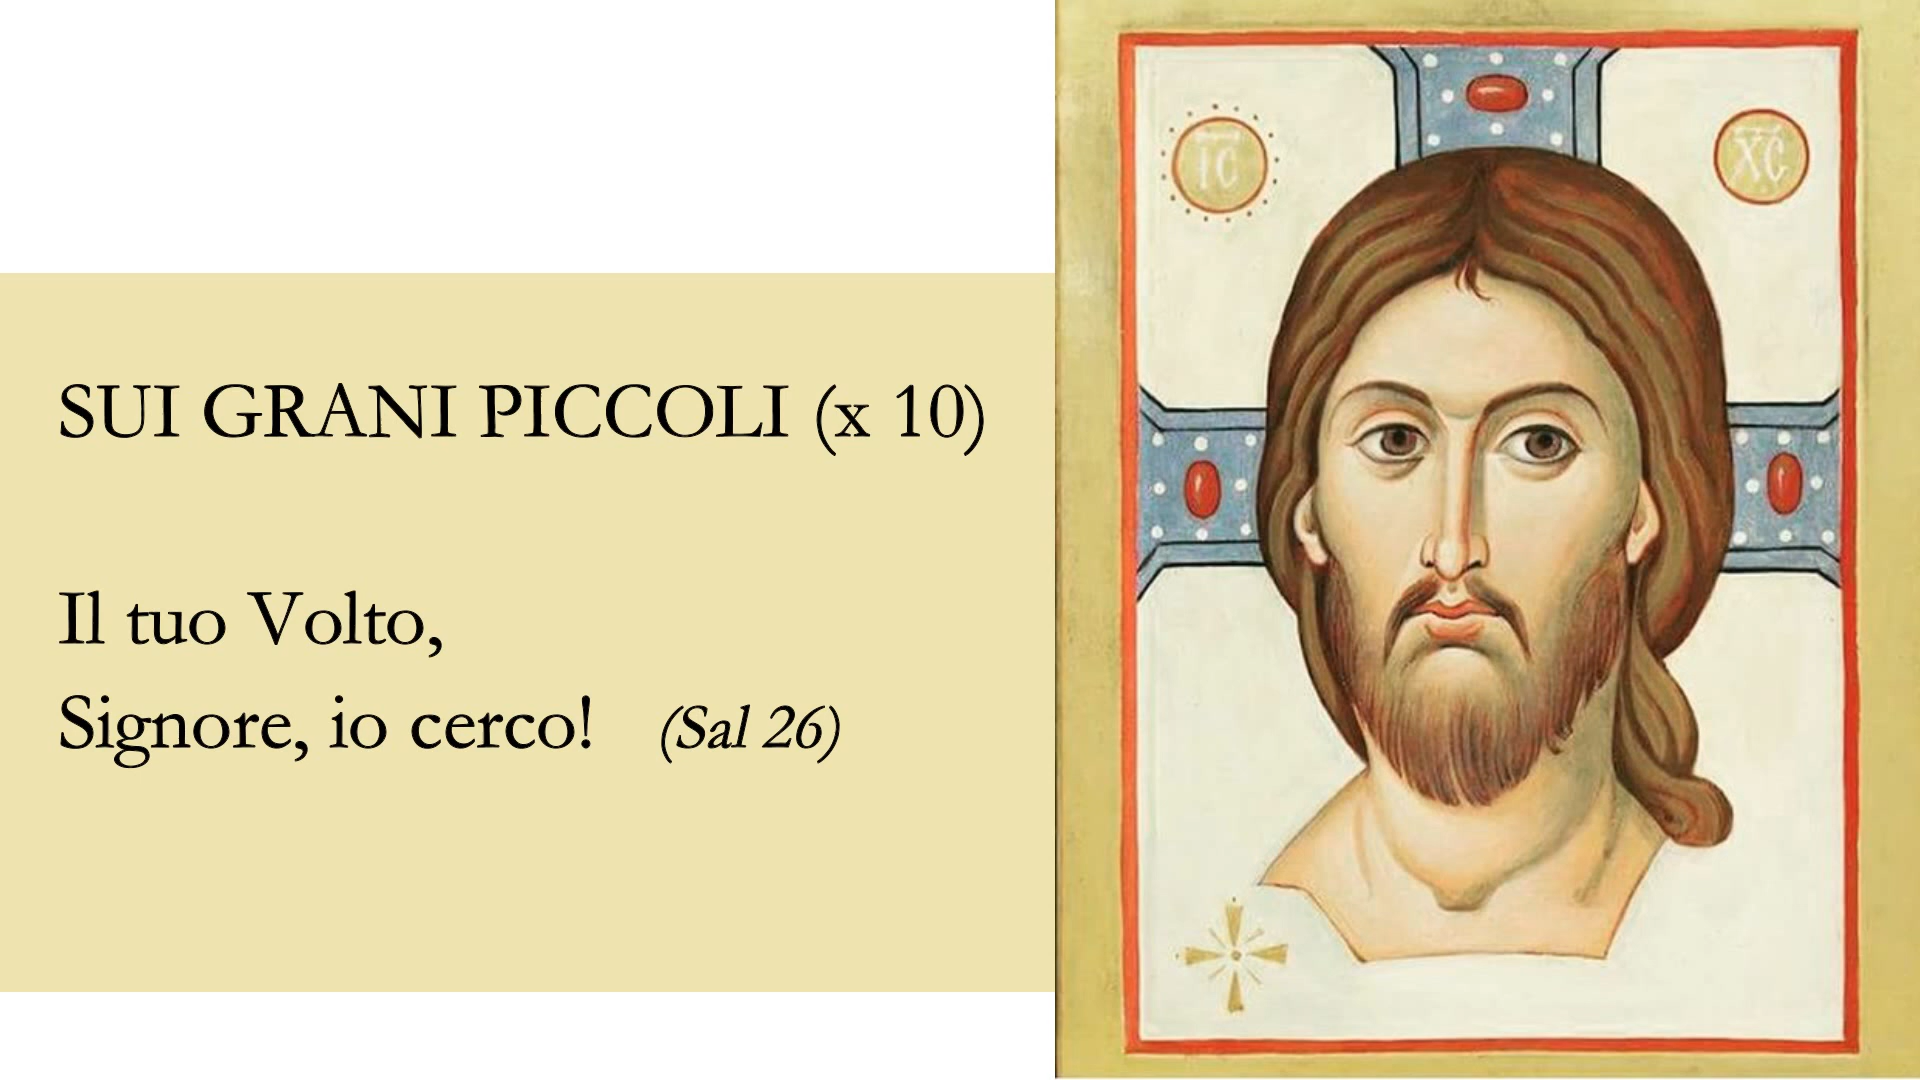 SUI GRANI PICCOLI (x 10)
Il tuo Volto,
Signore, io cerco! (Sal 26)
IC
XC